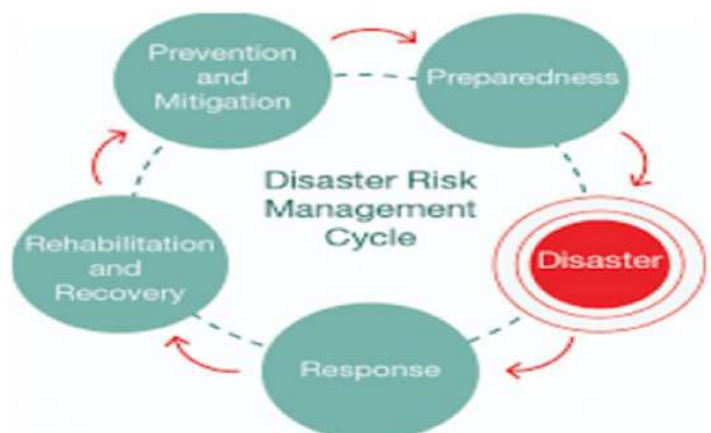 Prevention
and
Mitigation
Preparedness
Disaster Risk
Management
Cycle
Disaster
Rehabilitation
and
Recovery
Response